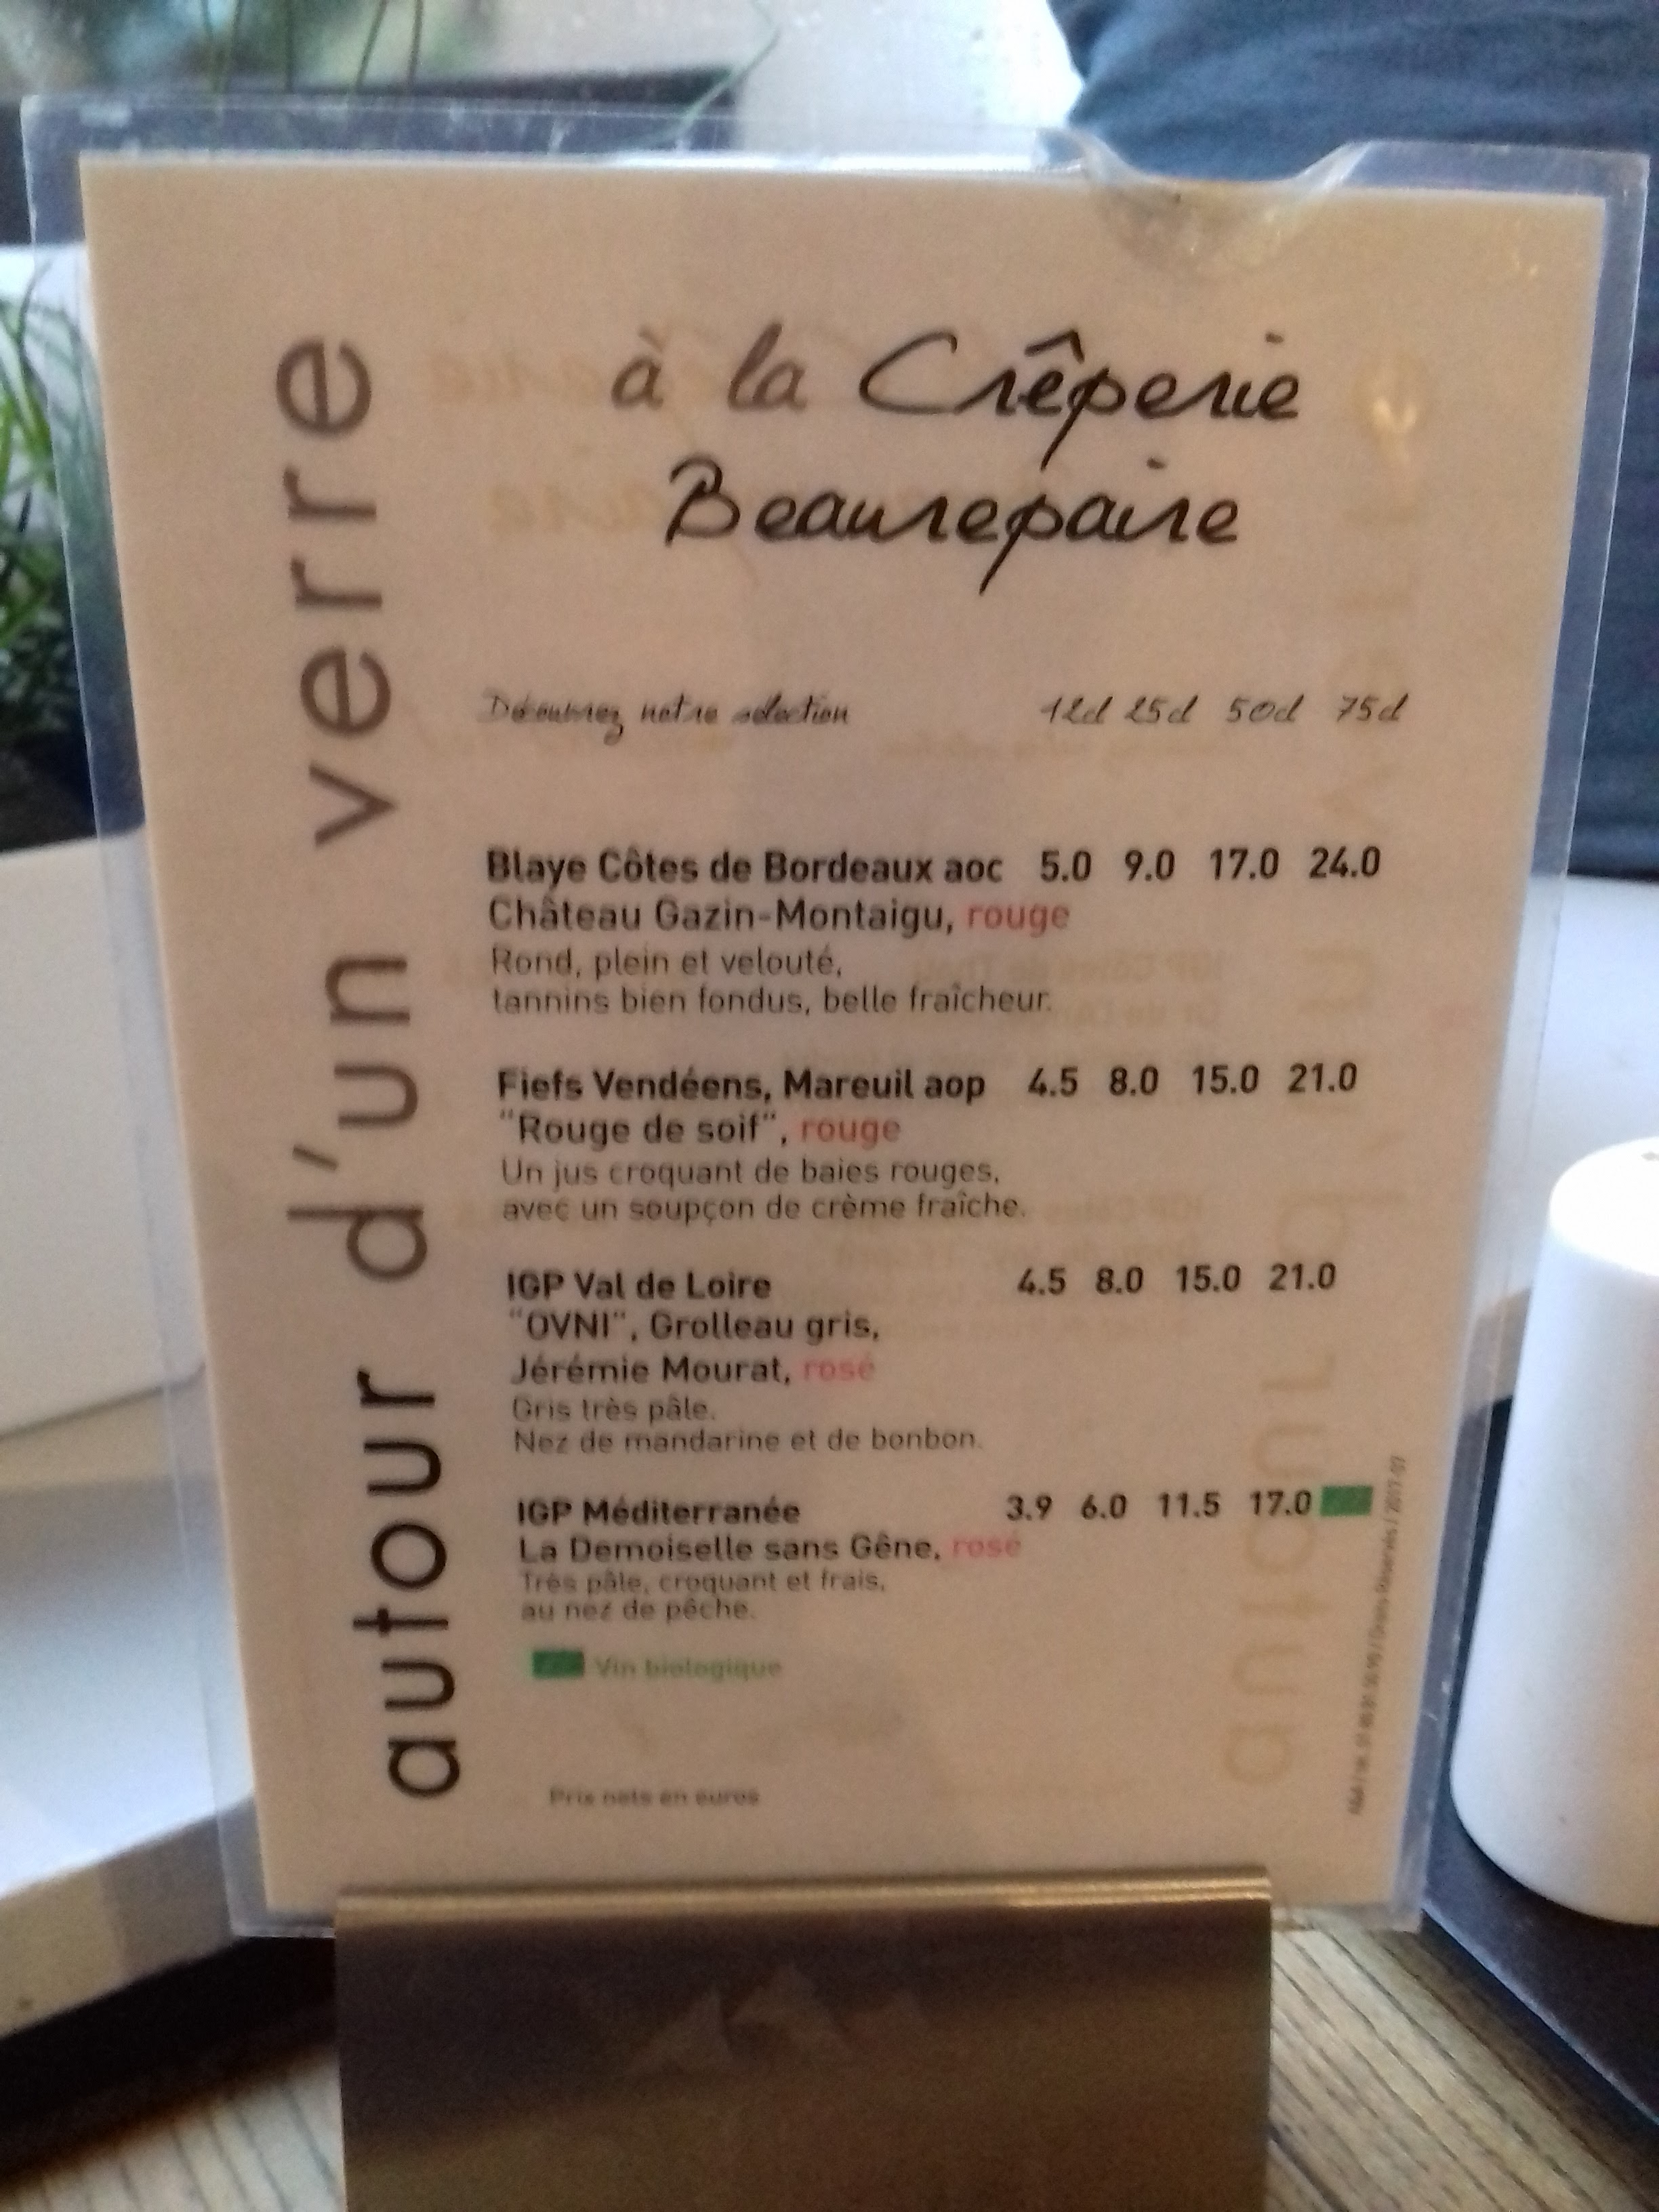 autour d'un verre
à la Crêperie
Beaurepaire
Découvrez notre sélection 12cl 25cl 50cl 75cl
Blaye Côtes de Bordeaux aoc 5.0 9.0 17.0 24.0
Château Gazin-Montaigu, rouge
Rond, plein et velouté,
tannins bien fondus, belle fraîcheur.
Fiefs Vendéens, Mareuil aop 4.5 8.0 15.0 21.0
"Rouge de soif", rouge
Un jus croquant de baies rouges,
avec un soupçon de crème fraîche.
IGP Val de Loire 4.5 8.0 15.0 21.0
"OVNI", Grolleau gris,
Jérémie Mourat, rosé
Gris très pâle.
Nez de mandarine et de bonbon.
IGP Méditerranée 3.9 6.0 11.5 17.0
La Demoiselle sans Gêne, rosé
Très pâle, croquant et frais,
au nez de pêche.
Vin biologique
Prix nets en euros